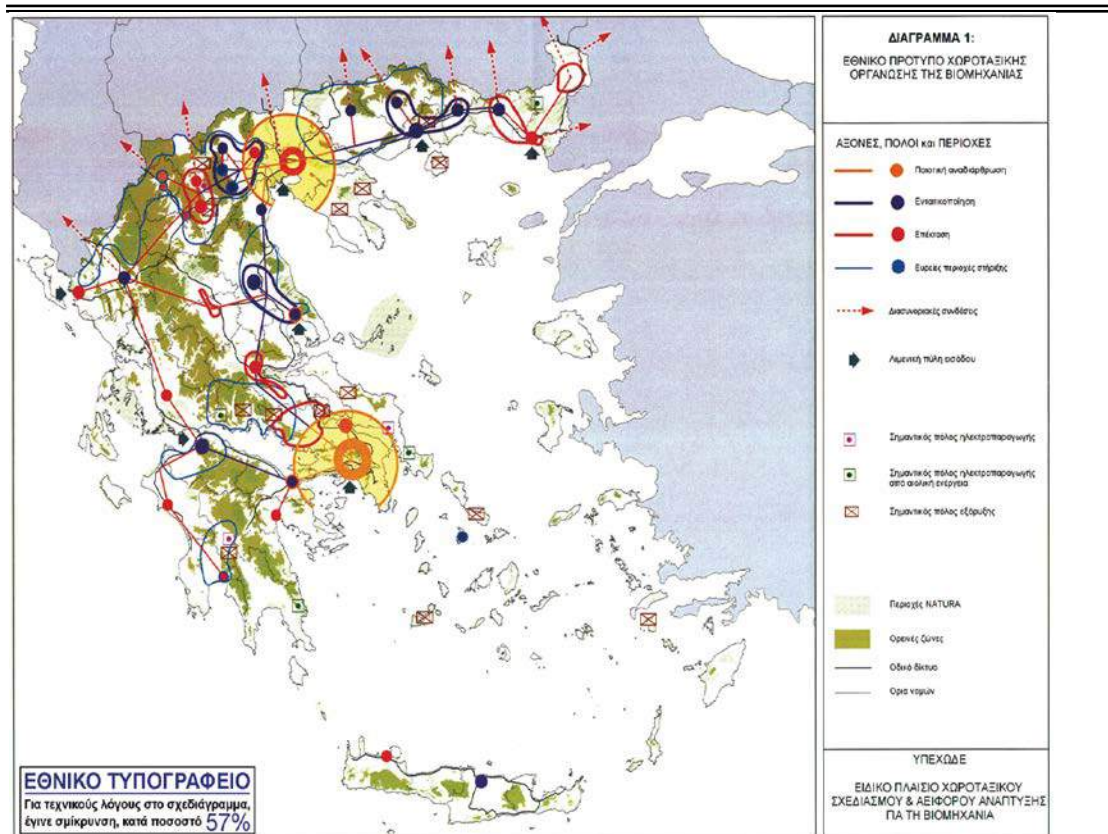 ΔΙΑΓΡΑΜΜΑ 1:
ΕΘΝΙΚΟ ΠΡΟΤΥΠΟ ΧΩΡΟΤΑΞΙΚΗΣ
ΟΡΓΑΝΩΣΗΣ ΤΗΣ ΒΙΟΜΗΧΑΝΙΑΣ
ΑΞΟΝΕΣ, ΠΟΛΟΙ και ΠΕΡΙΟΧΕΣ
Ποιοτική αναδιάρθρωση
Εντατικοποίηση
Επέκταση
Ευρείες περιοχές στήριξης
Διασυνοριακές συνδέσεις
Λιμενική πύλη εισόδου
Σημαντικός πόλος ηλεκτροπαραγωγής
Σημαντικός πόλος ηλεκτροπαραγωγής
από αιολική ενέργεια
Σημαντικός πόλος εξόρυξης
Περιοχές NATURA
Ορεινές ζώνες
Οδικό δίκτυο
Όρια νομών
ΥΠΕΧΩΔΕ
ΕΙΔΙΚΟ ΠΛΑΙΣΙΟ ΧΩΡΟΤΑΞΙΚΟΥ
ΣΧΕΔΙΑΣΜΟΥ & ΑΕΙΦΟΡΟΥ ΑΝΑΠΤΥΞΗΣ
ΓΙΑ ΤΗ ΒΙΟΜΗΧΑΝΙΑ
ΕΘΝΙΚΟ ΤΥΠΟΓΡΑΦΕΙΟ
Για τεχνικούς λόγους στο σχεδιάγραμμα,
έγινε σμίκρυνση, κατά ποσοστό 57%